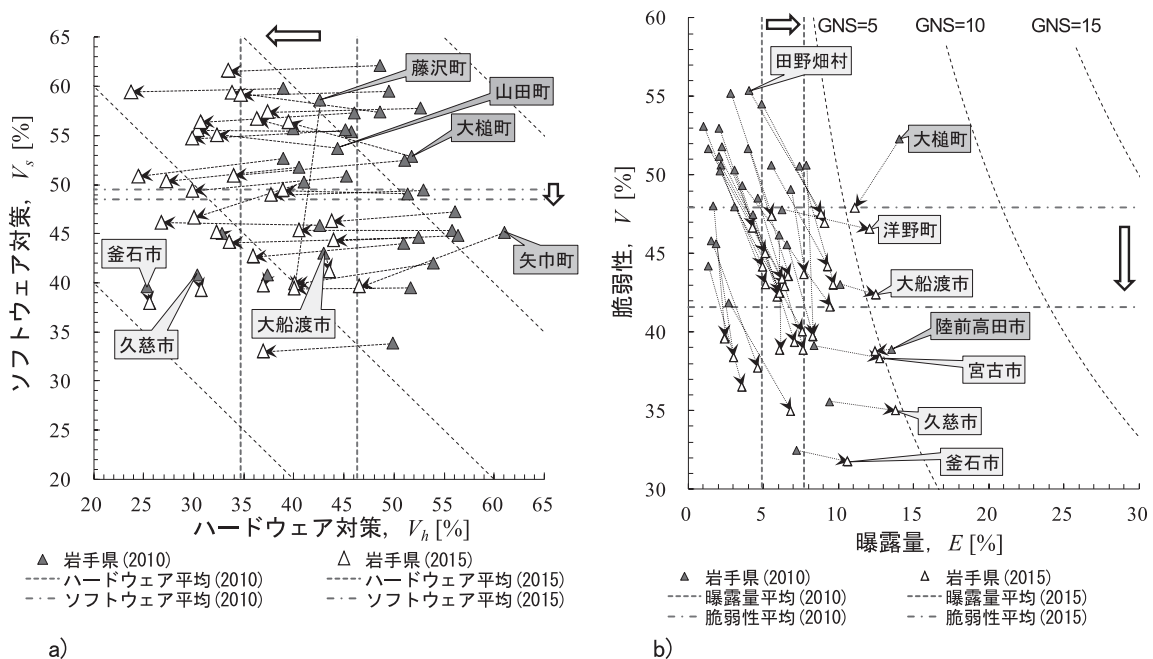 65
60
55
50
45
40
35
30
25
20
ソフトウェア対策, Vs [%]
藤沢町
山田町
大槌町
釜石市
久慈市
大船渡市
矢巾町
20 25 30 35 40 45 50 55 60 65
ハードウェア対策, Vh [%]
岩手県(2010) 岩手県(2015)
ハードウェア平均(2010) ハードウェア平均(2015)
ソフトウェア平均(2010) ソフトウェア平均(2015)
a)
60
55
50
45
40
35
30
脆弱性, V [%]
GNS=5 GNS=10 GNS=15
田野畑村
大槌町
洋野町
大船渡市
陸前高田市
宮古市
久慈市
釜石市
0 5 10 15 20 25 30
曝露量, E [%]
岩手県(2010) 岩手県(2015)
曝露量平均(2010) 曝露量平均(2015)
脆弱性平均(2010) 脆弱性平均(2015)
b)